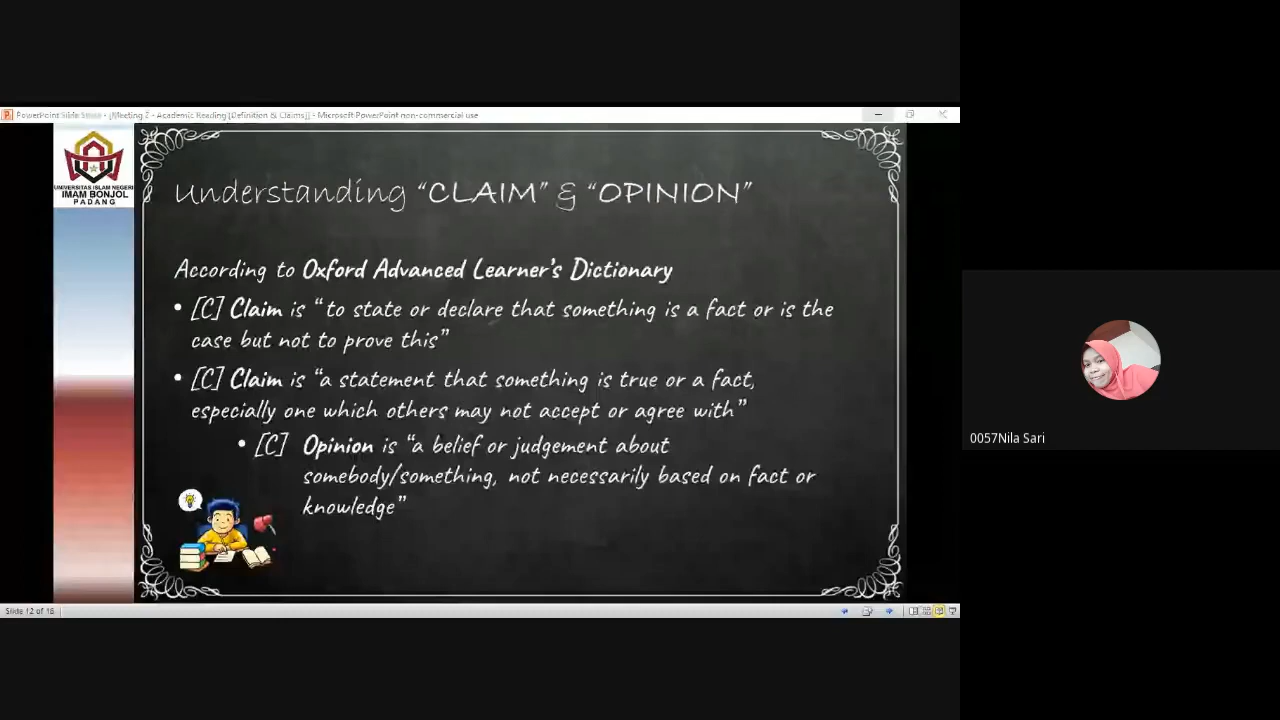 PowerPoint Slide Show - [Meeting 7 - Academic Reading [Definition & Claims]] - Microsoft PowerPoint non-commercial use
UNIVERSITAS ISLAM NEGERI
IMAM BONJOL
PADANG
Understanding “CLAIM” & “OPINION”
According to Oxford Advanced Learner's Dictionary
• [C] Claim is “to state or declare that something is a fact or is the
case but not to prove this”
• [C] Claim is “a statement that something is true or a fact,
especially one which others may not accept or agree with”
• [C] Opinion is “a belief or judgement about
somebody/something, not necessarily based on fact or
knowledge”
0057Nila Sari
Slide 12 of 16